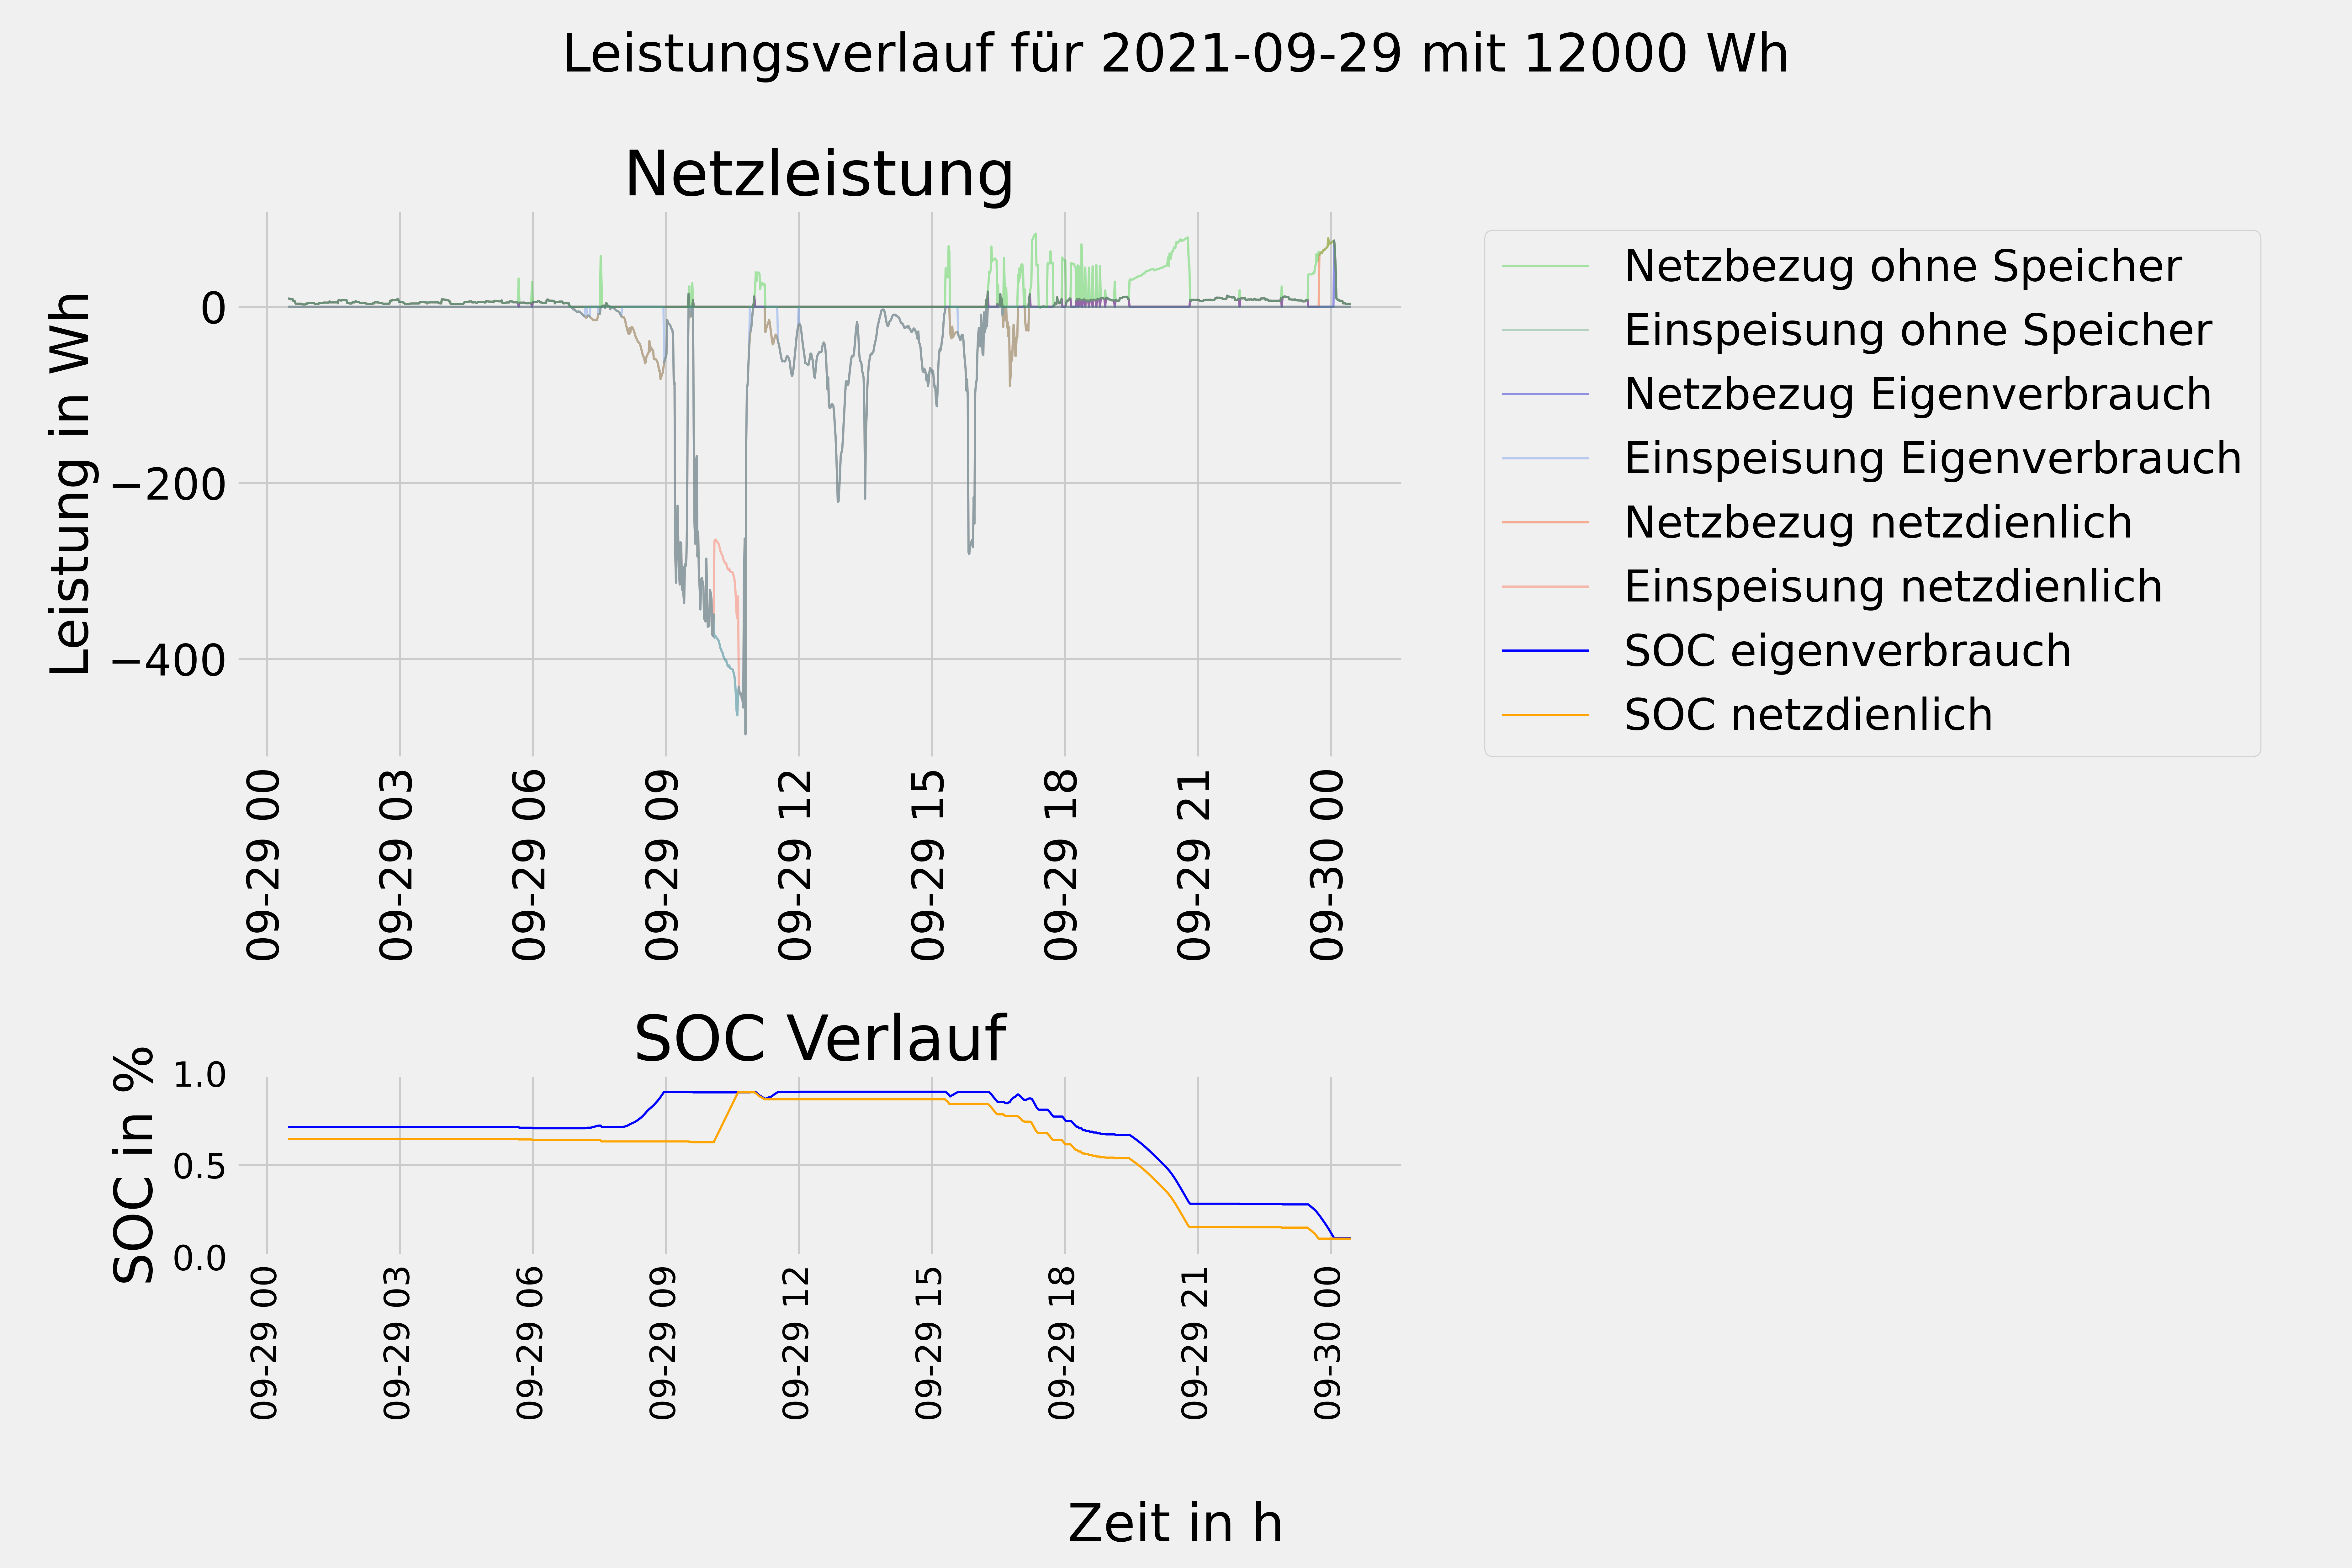 Leistungsverlauf für 2021-09-29 mit 12000 Wh
Netzleistung
Leistung in Wh
0
−200
−400
09-29 00
09-29 03
09-29 06
09-29 09
09-29 12
09-29 15
09-29 18
09-29 21
09-30 00
Netzbezug ohne Speicher
Einspeisung ohne Speicher
Netzbezug Eigenverbrauch
Einspeisung Eigenverbrauch
Netzbezug netzdienlich
Einspeisung netzdienlich
SOC eigenverbrauch
SOC netzdienlich
SOC Verlauf
SOC in %
1.0
0.5
0.0
09-29 00
09-29 03
09-29 06
09-29 09
09-29 12
09-29 15
09-29 18
09-29 21
09-30 00
Zeit in h